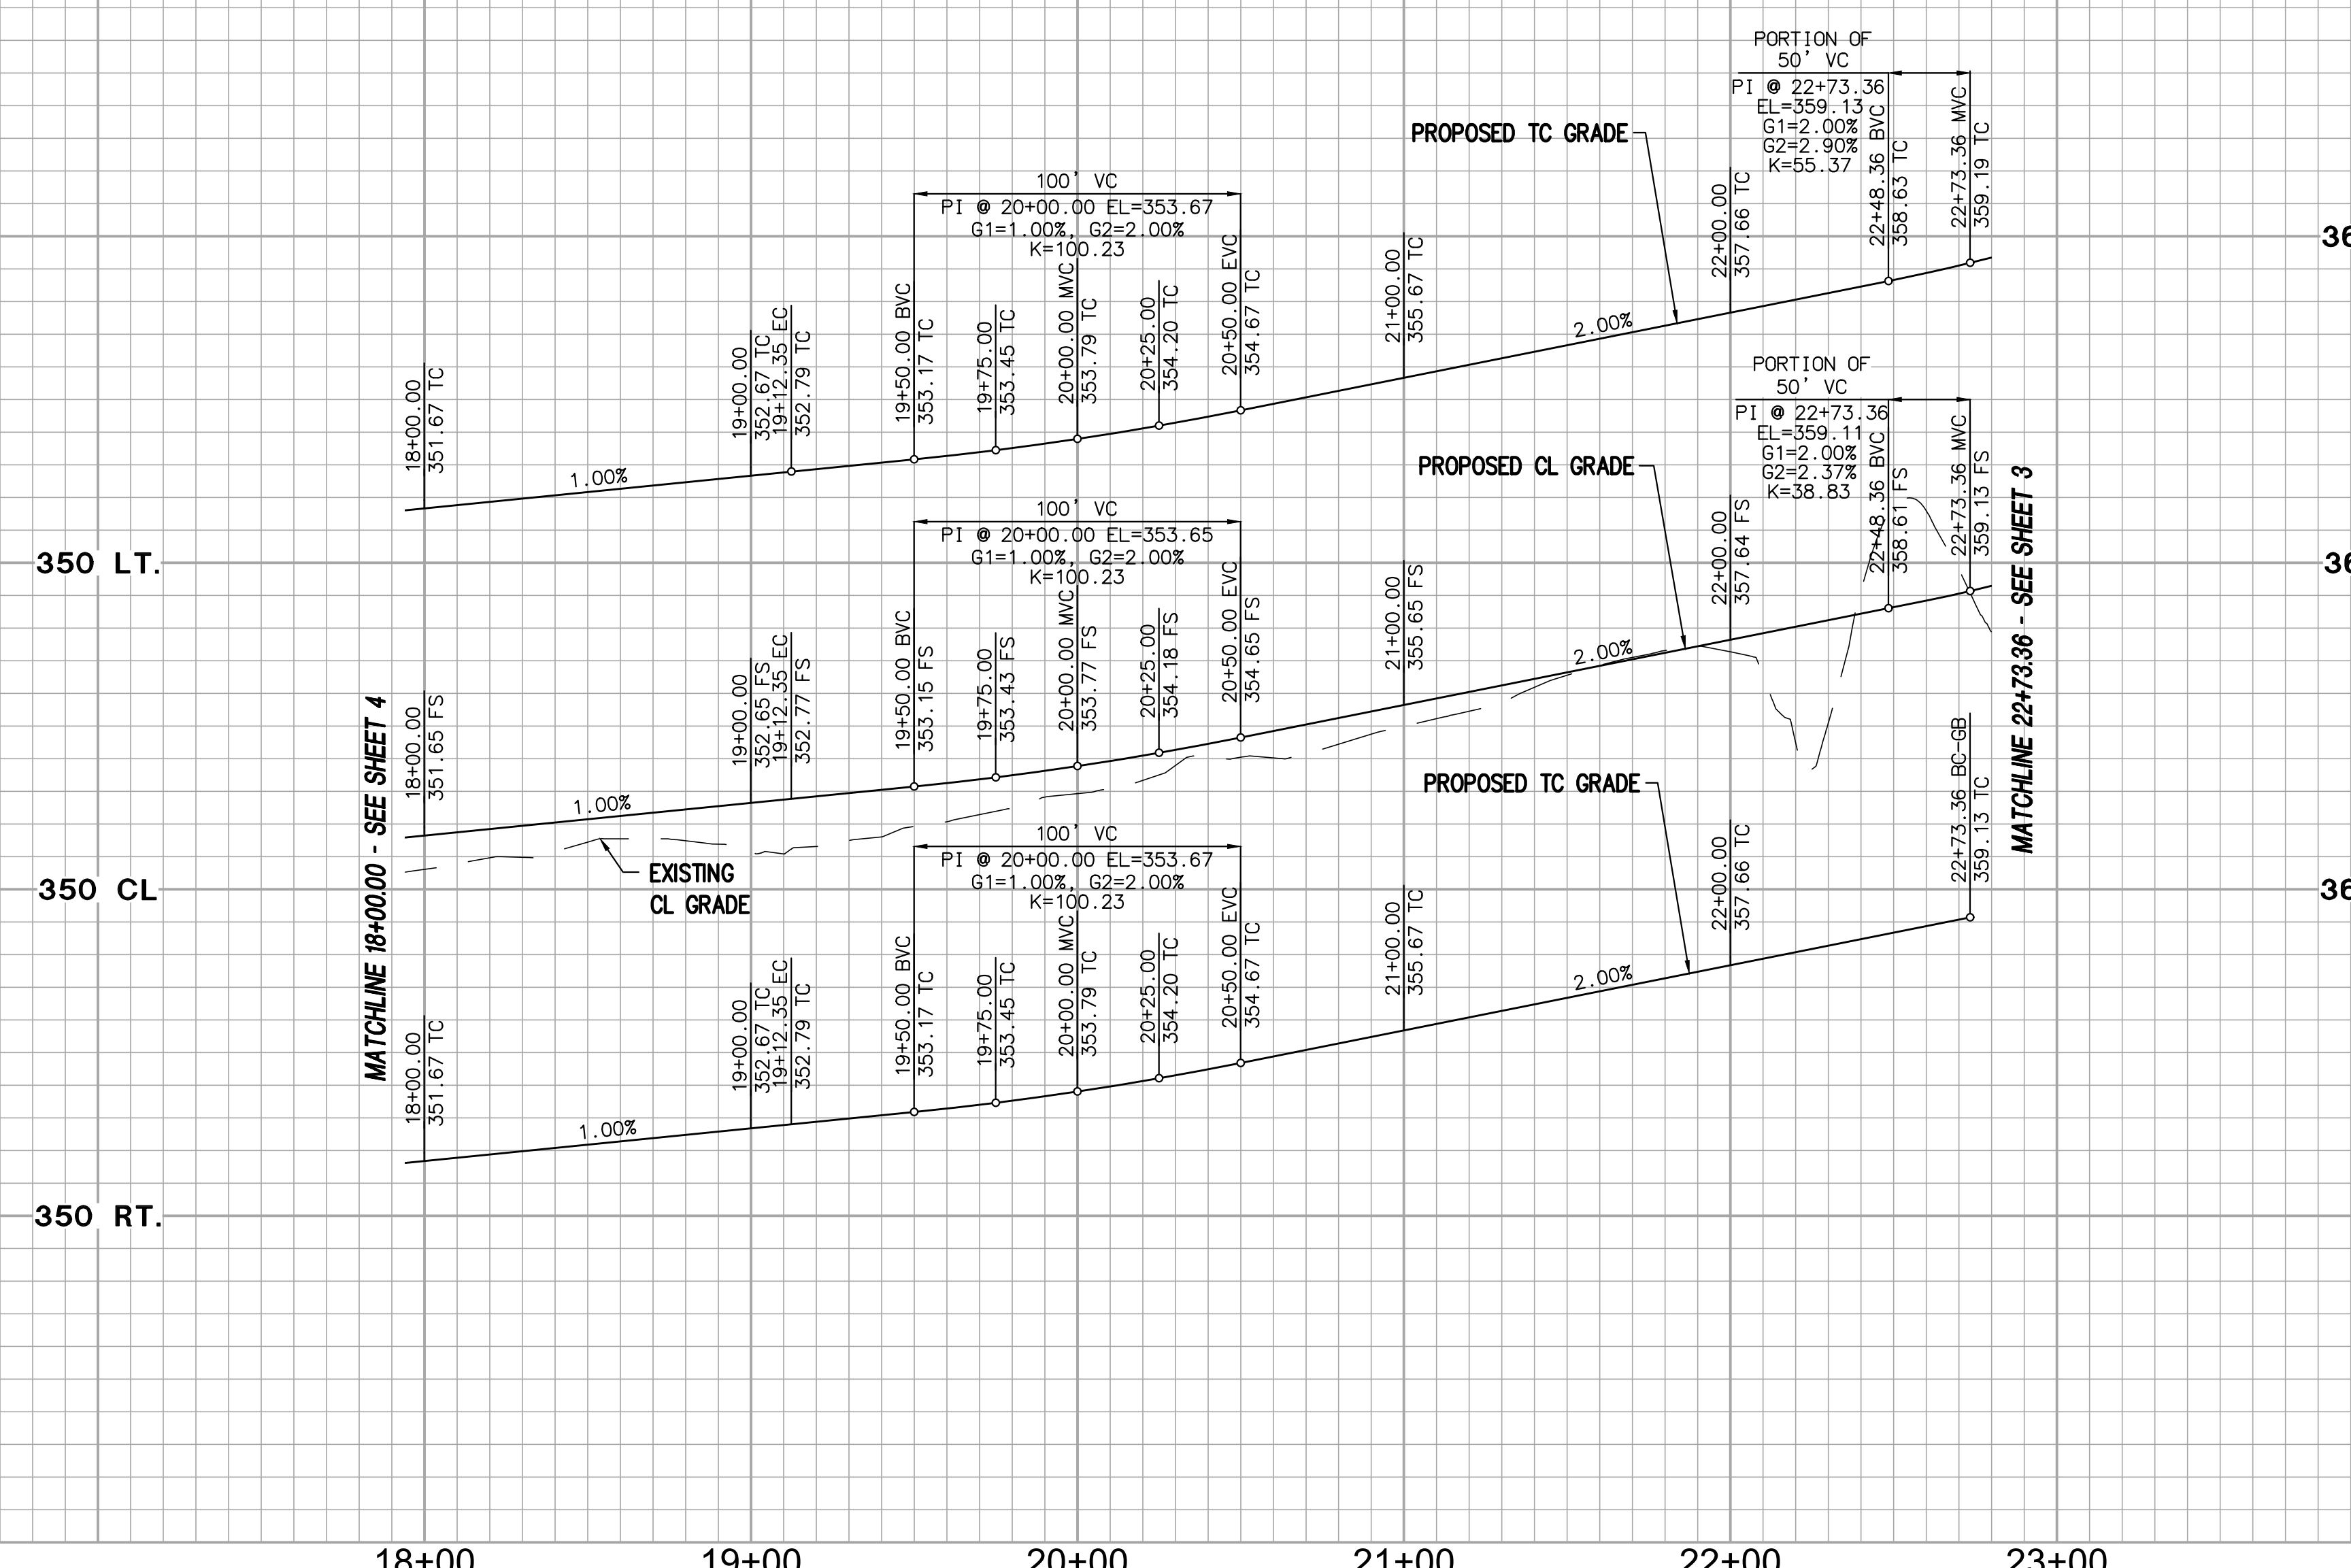 PORTION OF
50' VC
PI @ 22+73.36
EL=359.13
G1=2.00%
G2=2.90%
K=55.37
22+48.36 BVC
358.63 TC
22+73.36 MVC
359.19 TC
PROPOSED TC GRADE
100' VC
PI @ 20+00.00 EL=353.67
G1=1.00%, G2=2.00%
K=100.23
18+00.00
351.67 TC
1.00%
19+00.00
352.67 TC
19+12.35 EC
352.79 TC
19+50.00 BVC
353.17 TC
19+75.00
353.45 TC
20+00.00 MVC
353.79 TC
20+25.00
354.20 TC
20+50.00 EVC
354.67 TC
21+00.00
355.67 TC
2.00%
22+00.00
357.66 TC
36
350 LT.
PORTION OF
50' VC
PI @ 22+73.36
EL=359.11
G1=2.00%
G2=2.37%
K=38.83
22+48.36 BVC
358.61 FS
22+73.36 MVC
359.13 FS
PROPOSED CL GRADE
100' VC
PI @ 20+00.00 EL=353.65
G1=1.00%, G2=2.00%
K=100.23
18+00.00
351.65 FS
1.00%
19+00.00
352.65 FS
19+12.35 EC
352.77 FS
19+50.00 BVC
353.15 FS
19+75.00
353.43 FS
20+00.00 MVC
353.77 FS
20+25.00
354.18 FS
20+50.00 EVC
354.65 FS
21+00.00
355.65 FS
2.00%
22+00.00
357.64 FS
36
MATCHLINE 18+00.00 - SEE SHEET 4
MATCHLINE 22+73.36 - SEE SHEET 3
EXISTING
CL GRADE
350 CL
36
PROPOSED TC GRADE
100' VC
PI @ 20+00.00 EL=353.67
G1=1.00%, G2=2.00%
K=100.23
18+00.00
351.67 TC
1.00%
19+00.00
352.67 TC
19+12.35 EC
352.79 TC
19+50.00 BVC
353.17 TC
19+75.00
353.45 TC
20+00.00 MVC
353.79 TC
20+25.00
354.20 TC
20+50.00 EVC
354.67 TC
21+00.00
355.67 TC
2.00%
22+00.00
357.66 TC
22+73.36 BC-GB
359.13 TC
350 RT.
18+00 19+00 20+00 21+00 22+00 23+00